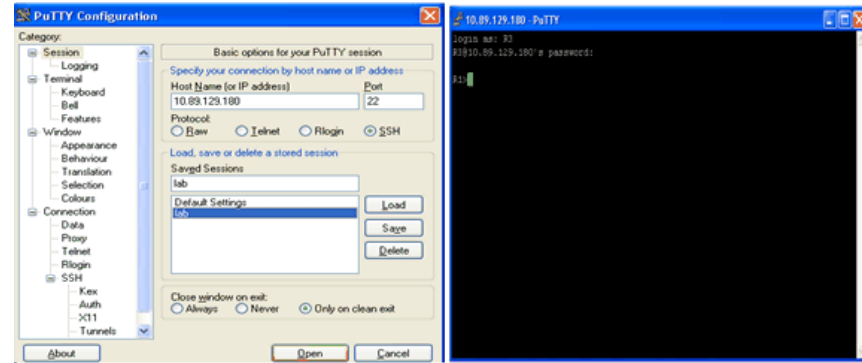 PuTTY Configuration
Category:
Session
Logging
Terminal
Keyboard
Bell
Features
Window
Appearance
Behaviour
Translation
Selection
Colours
Connection
Data
Proxy
Telnet
Rlogin
SSH
Kex
Auth
X11
Tunnels
Basic options for your PuTTY session
Specify your connection by host name or IP address
Host Name (or IP address) Port
10.89.129.180 22
Protocol:
Raw Telnet Rlogin SSH
Load, save or delete a stored session
Saved Sessions
lab
Default Settings
lab
Load
Save
Delete
Close window on exit:
Always Never Only on clean exit
About Open Cancel
10.89.129.180 - PuTTY
login as: R3
R3@10.89.129.180's password:
R1>